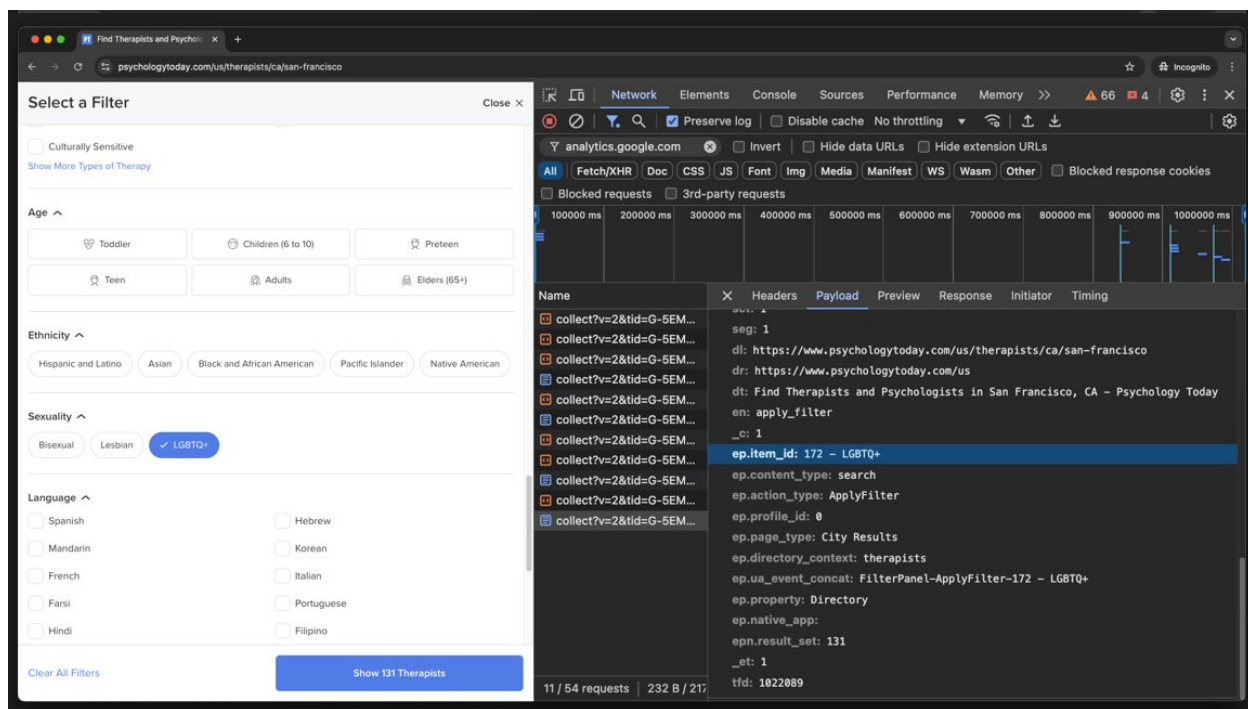 Find Therapists and Psychol
psychologytoday.com/us/therapists/ca/san-francisco
Incognito
Select a Filter
Close ×
Culturally Sensitive
Show More Types of Therapy
Age
Toddler
Children (6 to 10)
Preteen
Teen
Adults
Elders (65+)
Ethnicity
Hispanic and Latino
Asian
Black and African American
Pacific Islander
Native American
Sexuality
Bisexual
Lesbian
LGBTQ+
Language
Spanish
Hebrew
Mandarin
Korean
French
Italian
Farsi
Portuguese
Hindi
Filipino
Clear All Filters
Show 131 Therapists
Network Elements Console Sources Performance Memory 66 4
Preserve log Disable cache No throttling
analytics.google.com Invert Hide data URLs Hide extension URLs
All Fetch/XHR Doc CSS JS Font Img Media Manifest WS Wasm Other Blocked response cookies
Blocked requests 3rd-party requests
100000 ms 200000 ms 300000 ms 400000 ms 500000 ms 600000 ms 700000 ms 800000 ms 900000 ms 1000000 ms
Name
collect?v=2&tid=G-5EM...
collect?v=2&tid=G-5EM...
collect?v=2&tid=G-5EM...
collect?v=2&tid=G-5EM...
collect?v=2&tid=G-5EM...
collect?v=2&tid=G-5EM...
collect?v=2&tid=G-5EM...
collect?v=2&tid=G-5EM...
collect?v=2&tid=G-5EM...
collect?v=2&tid=G-5EM...
collect?v=2&tid=G-5EM...
11 / 54 requests 232 B / 217
Headers Payload Preview Response Initiator Timing
seg: 1
dl: https://www.psychologytoday.com/us/therapists/ca/san-francisco
dr: https://www.psychologytoday.com/us
dt: Find Therapists and Psychologists in San Francisco, CA - Psychology Today
en: apply_filter
_c: 1
ep.item_id: 172 - LGBTQ+
ep.content_type: search
ep.action_type: ApplyFilter
ep.profile_id: 0
ep.page_type: City Results
ep.directory_context: therapists
ep.ua_event_concat: FilterPanel-ApplyFilter-172 - LGBTQ+
ep.property: Directory
ep.native_app:
epn.result_set: 131
_et: 1
tfd: 1022089